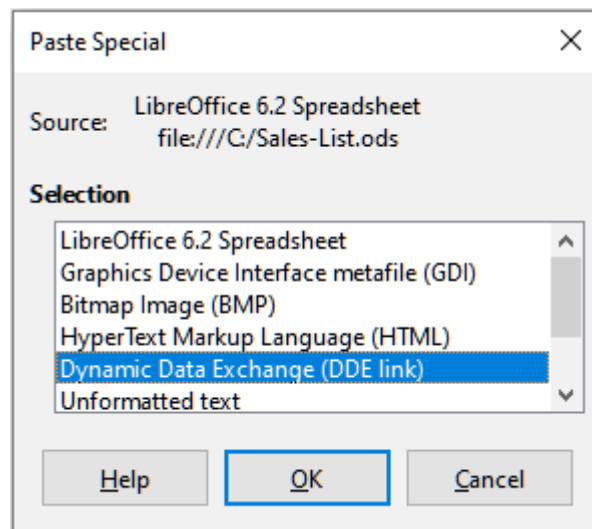 Paste Special
Source:
LibreOffice 6.2 Spreadsheet
file:///C:/Sales-List.ods
Selection
LibreOffice 6.2 Spreadsheet
Graphics Device Interface metafile (GDI)
Bitmap Image (BMP)
HyperText Markup Language (HTML)
Dynamic Data Exchange (DDE link)
Unformatted text
Help OK Cancel